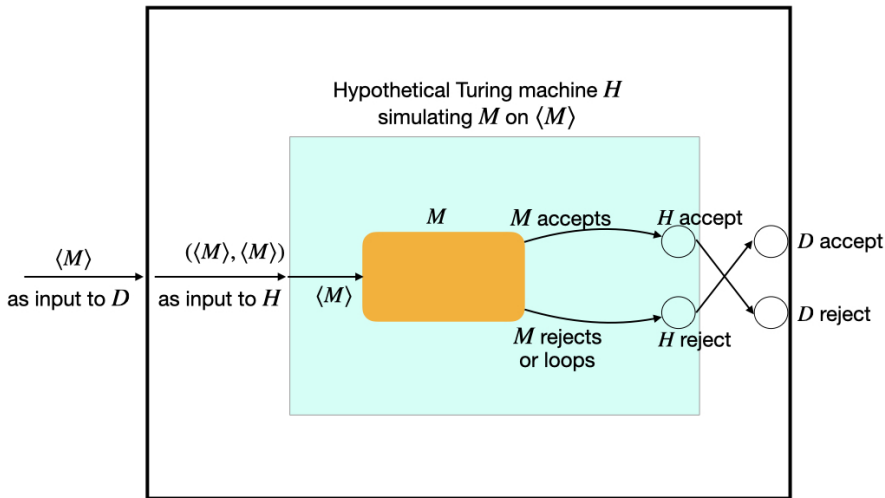 Hypothetical Turing machine H
simulating M on ⟨M⟩
M
M accepts
H accept
⟨M⟩
(⟨M⟩, ⟨M⟩)
D accept
as input to D
as input to H
⟨M⟩
D reject
M rejects
or loops
H reject